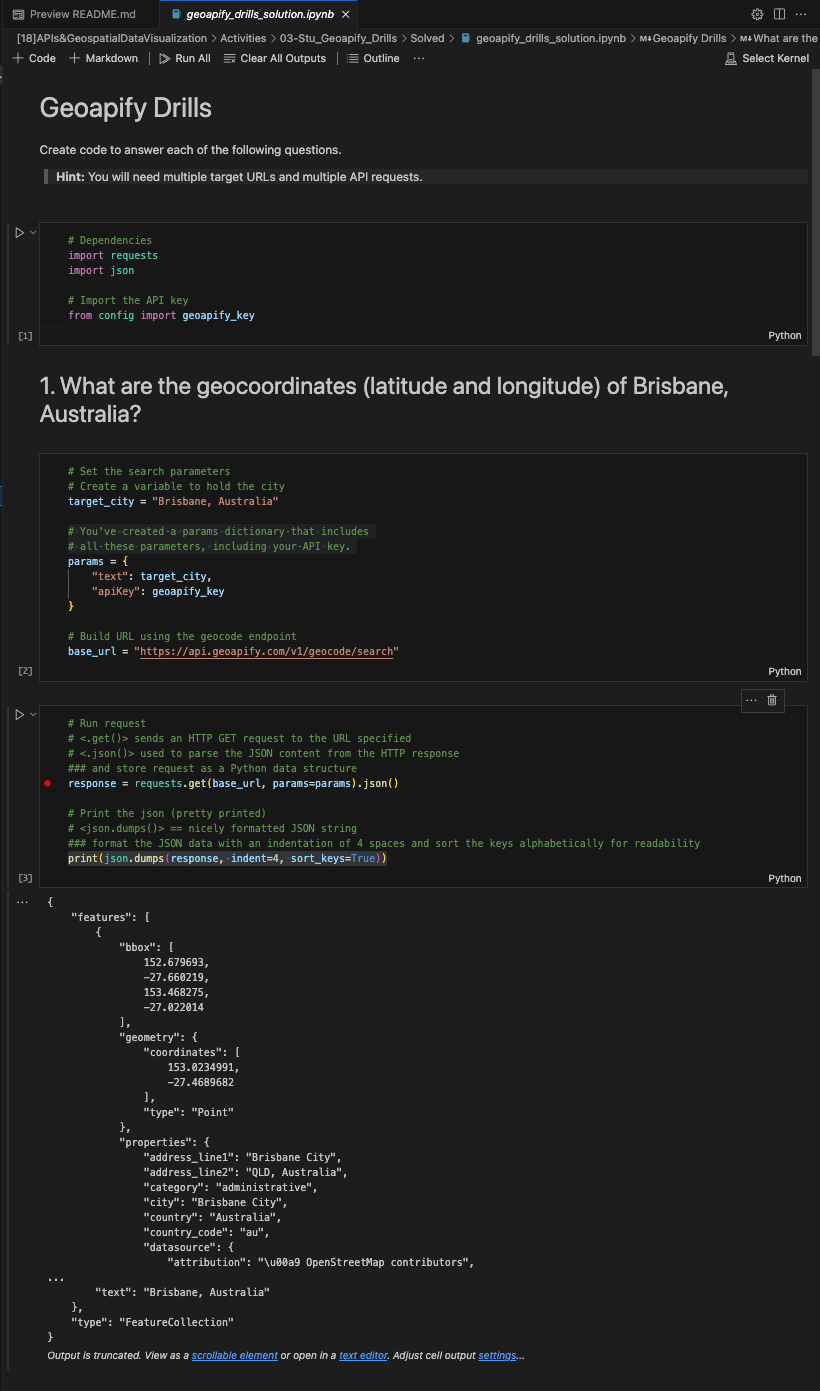 Preview README.md
geoapify_drills_solution.ipynb
[18]APIs&GeospatialDataVisualization > Activities > 03-Stu_Geoapify_Drills > Solved > geoapify_drills_solution.ipynb > M↓Geoapify Drills > M↓What are the
+ Code + Markdown Run All Clear All Outputs Outline ··· Select Kernel
Geoapify Drills
Create code to answer each of the following questions.
Hint: You will need multiple target URLs and multiple API requests.
# Dependencies
import requests
import json
# Import the API key
from config import geoapify_key
[1] Python
1. What are the geocoordinates (latitude and longitude) of Brisbane,
Australia?
# Set the search parameters
# Create a variable to hold the city
target_city = "Brisbane, Australia"
# You've created a params dictionary that includes
# all these parameters, including your API key.
params = {
"text": target_city,
"apiKey": geoapify_key
}
# Build URL using the geocode endpoint
base_url = "https://api.geoapify.com/v1/geocode/search"
[2] Python
# Run request
# <.get()> sends an HTTP GET request to the URL specified
# <.json()> used to parse the JSON content from the HTTP response
### and store request as a Python data structure
response = requests.get(base_url, params=params).json()
# Print the json (pretty printed)
# <json.dumps()> == nicely formatted JSON string
### format the JSON data with an indentation of 4 spaces and sort the keys alphabetically for readability
print(json.dumps(response, indent=4, sort_keys=True))
[3] Python
... {
"features": [
{
"bbox": [
152.679693,
-27.660219,
153.468275,
-27.022014
],
"geometry": {
"coordinates": [
153.0234991,
-27.4689682
],
"type": "Point"
},
"properties": {
"address_line1": "Brisbane City",
"address_line2": "QLD, Australia",
"category": "administrative",
"city": "Brisbane City",
"country": "Australia",
"country_code": "au",
"datasource": {
"attribution": "\u00a9 OpenStreetMap contributors",
...
"text": "Brisbane, Australia"
},
"type": "FeatureCollection"
}
Output is truncated. View as a scrollable element or open in a text editor. Adjust cell output settings...